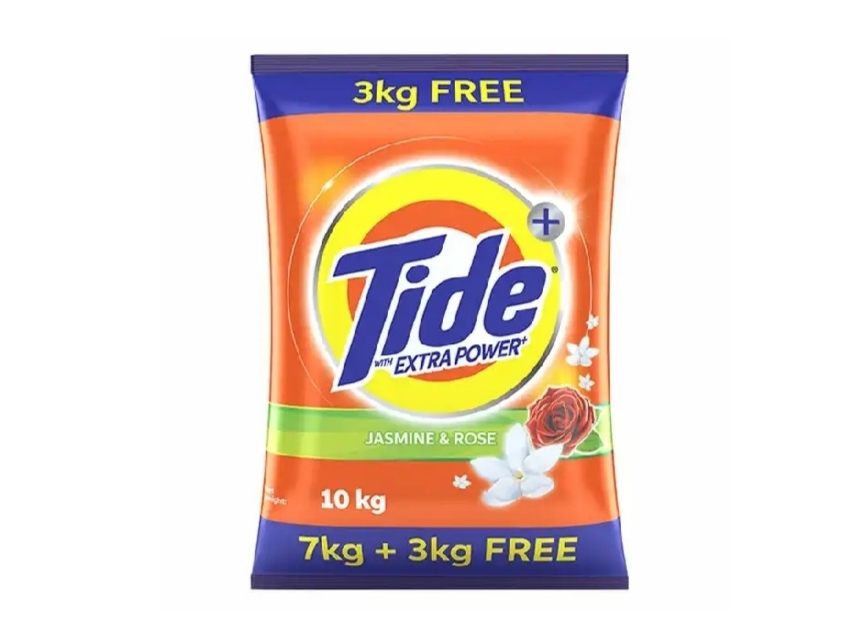 3kg FREE
+
Tide®
WITH EXTRA POWER+
JASMINE & ROSE
10 kg
7kg + 3kg FREE